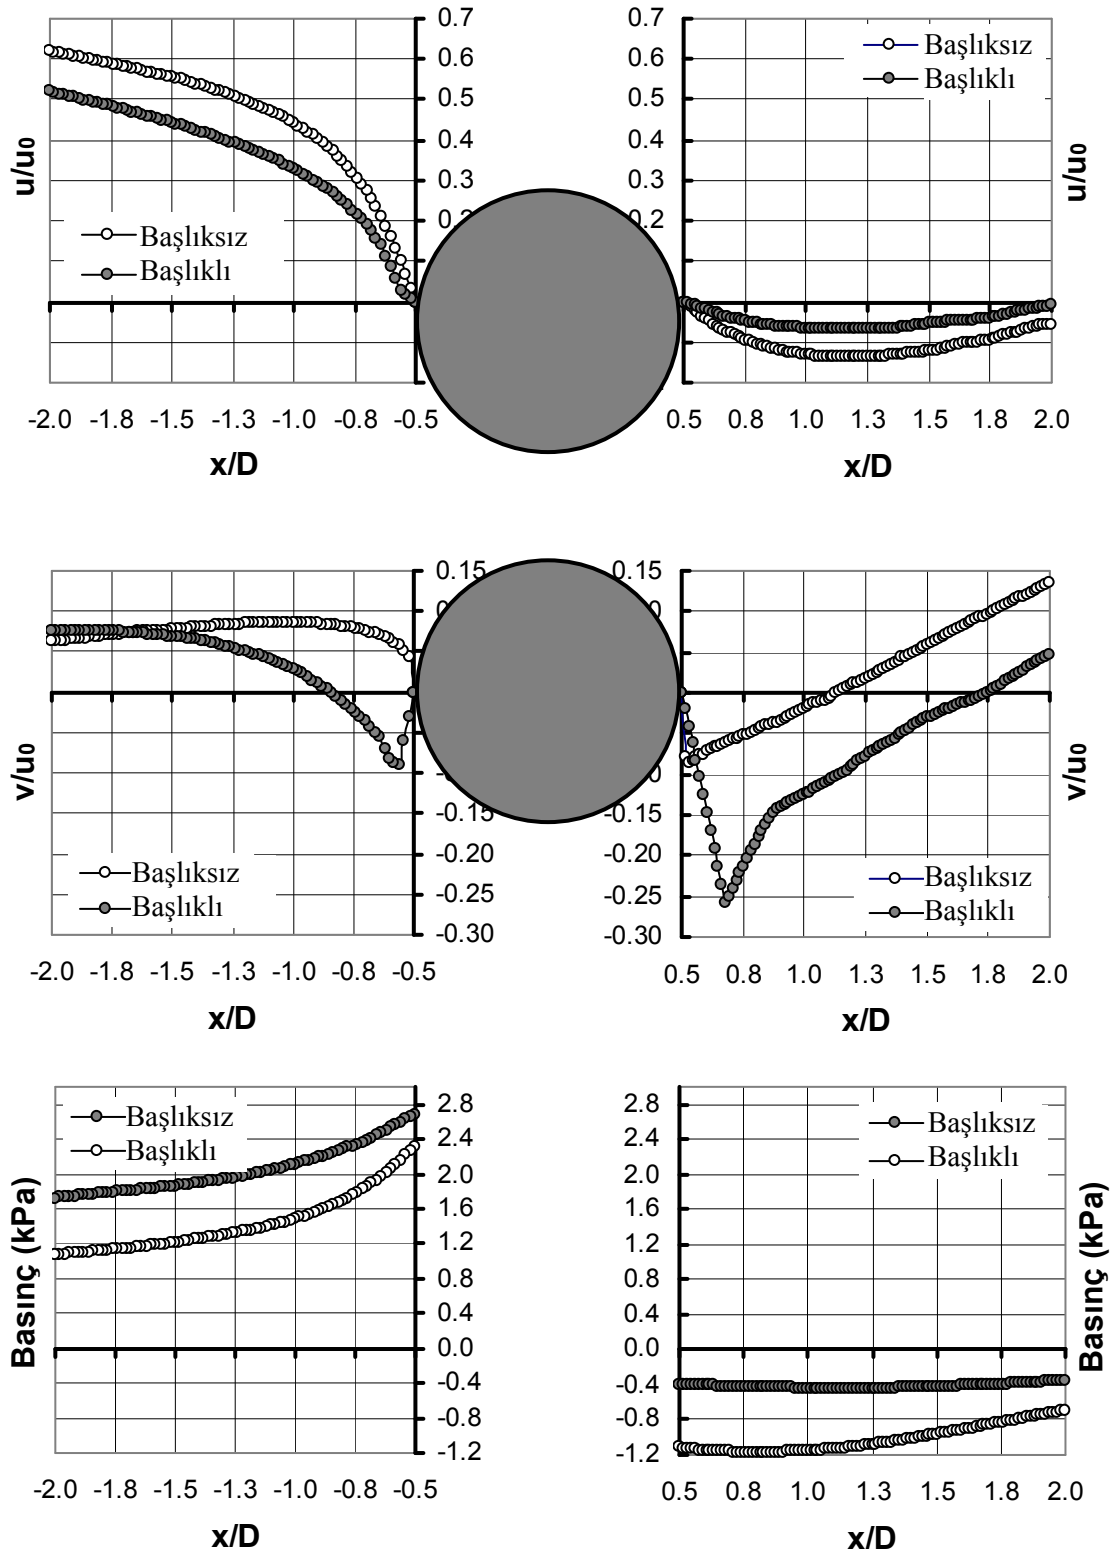 0.7 0.7
0.6 0.6
0.5 0.5
0.4 0.4
0.3 0.3
0.2
u/u0
u/u0
Başlıksız
Başlıklı
Başlıksız
Başlıklı
-2.0 -1.8 -1.5 -1.3 -1.0 -0.8 -0.5
0.5 0.8 1.0 1.3 1.5 1.8 2.0
x/D
x/D
0.15 0.15
-0.15 -0.15
-0.20 -0.20
-0.25 -0.25
-0.30 -0.30
v/u0
v/u0
Başlıksız
Başlıklı
Başlıksız
Başlıklı
-2.0 -1.8 -1.5 -1.3 -1.0 -0.8 -0.5
0.5 0.8 1.0 1.3 1.5 1.8 2.0
x/D
x/D
Başlıksız
Başlıklı
Başlıksız
Başlıklı
2.8 2.8
2.4 2.4
2.0 2.0
1.6 1.6
1.2 1.2
0.8 0.8
0.4 0.4
0.0 0.0
-0.4 -0.4
-0.8 -0.8
-1.2 -1.2
Basınç (kPa)
Basınç (kPa)
-2.0 -1.8 -1.5 -1.3 -1.0 -0.8 -0.5
0.5 0.8 1.0 1.3 1.5 1.8 2.0
x/D
x/D